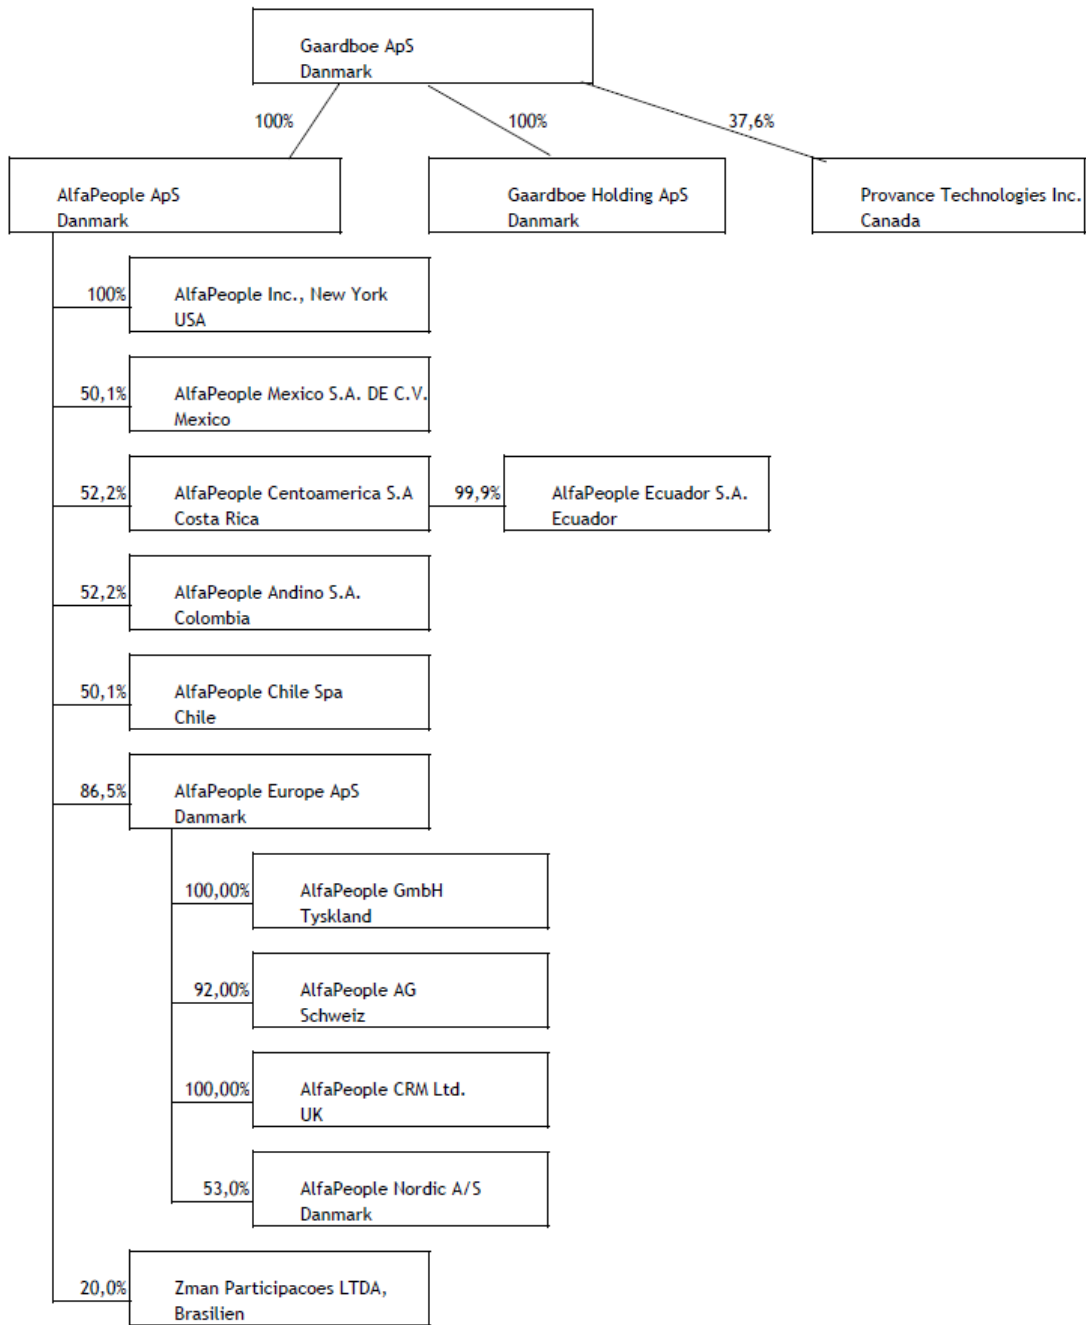 Gaardboe ApS
Danmark
100%
100%
37,6%
AlfaPeople ApS
Danmark
Gaardboe Holding ApS
Danmark
Provance Technologies Inc.
Canada
100%
AlfaPeople Inc., New York
USA
50,1%
AlfaPeople Mexico S.A. DE C.V.
Mexico
52,2%
AlfaPeople Centoamerica S.A
Costa Rica
99,9%
AlfaPeople Ecuador S.A.
Ecuador
52,2%
AlfaPeople Andino S.A.
Colombia
50,1%
AlfaPeople Chile Spa
Chile
86,5%
AlfaPeople Europe ApS
Danmark
100,00%
AlfaPeople GmbH
Tyskland
92,00%
AlfaPeople AG
Schweiz
100,00%
AlfaPeople CRM Ltd.
UK
53,0%
AlfaPeople Nordic A/S
Danmark
20,0%
Zman Participacoes LTDA,
Brasilien